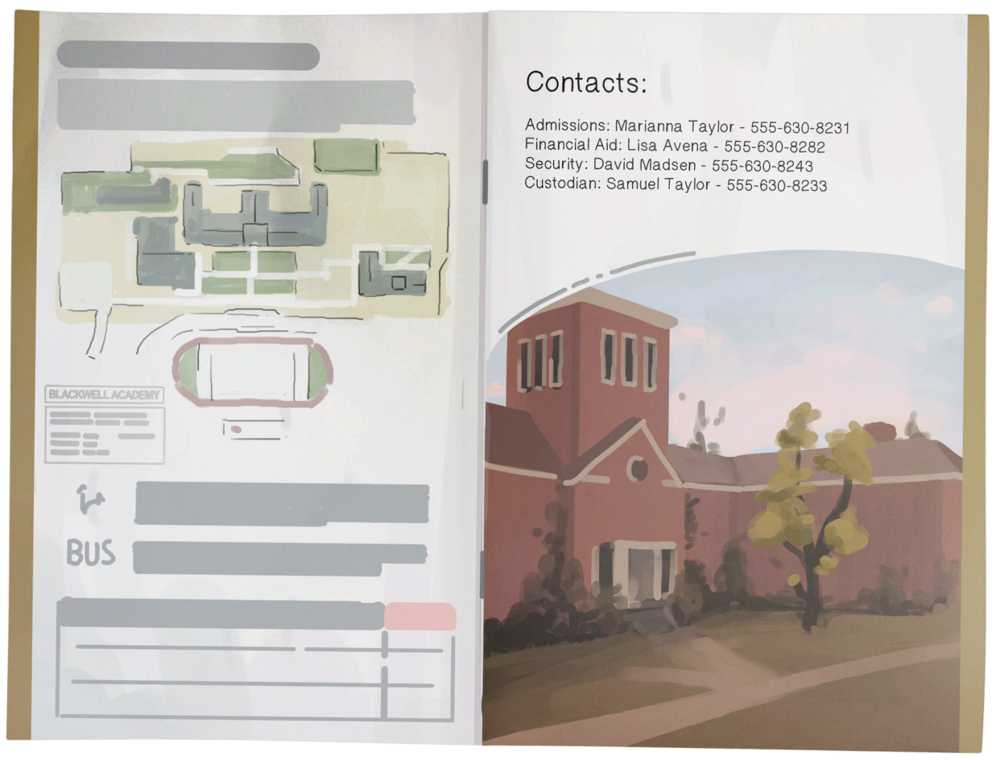 BLACKWELL ACADEMY
BUS
Contacts:
Admissions: Marianna Taylor - 555-630-8231
Financial Aid: Lisa Avena - 555-630-8282
Security: David Madsen - 555-630-8243
Custodian: Samuel Taylor - 555-630-8233